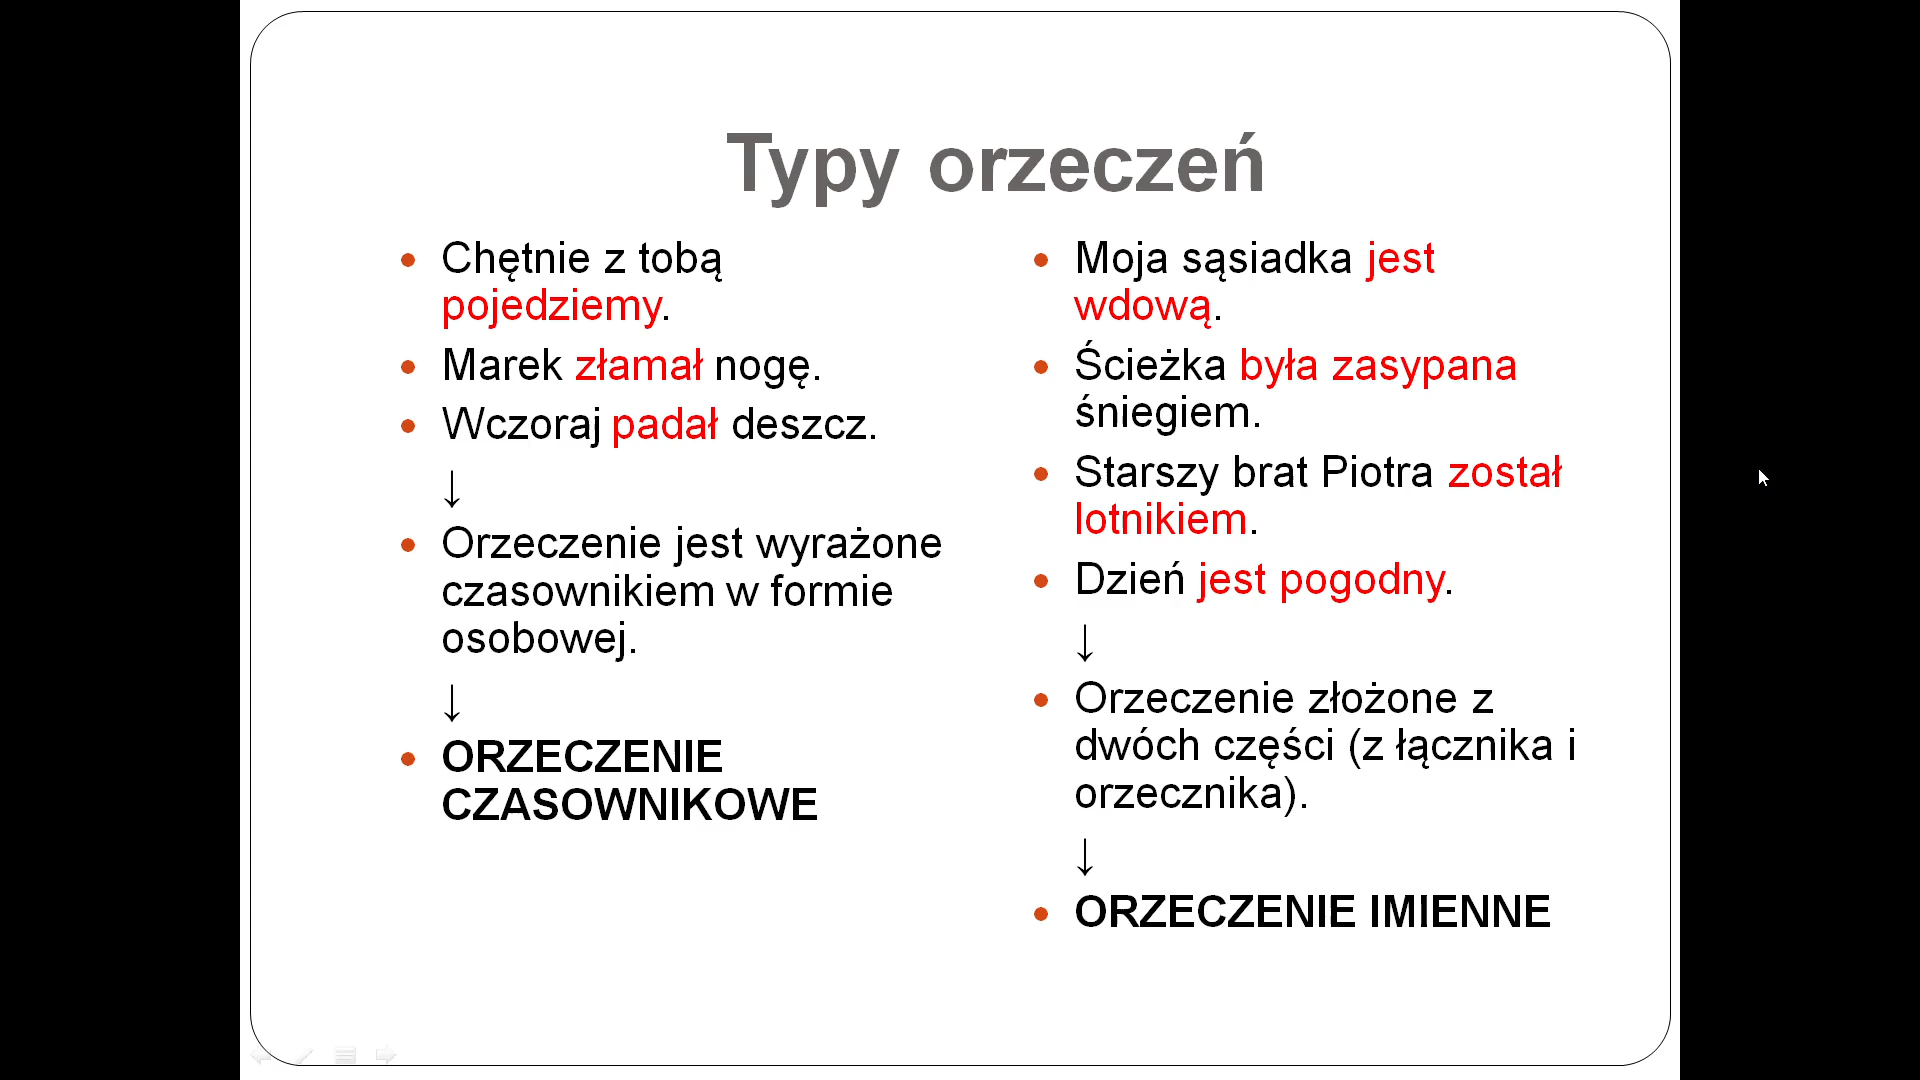 Typy orzeczeń
• Chętnie z tobą
pojedziemy.
• Marek złamał nogę.
• Wczoraj padał deszcz.
↓
• Orzeczenie jest wyrażone
czasownikiem w formie
osobowej.
↓
• ORZECZENIE
CZASOWNIKOWE
• Moja sąsiadka jest
wdową.
• Ścieżka była zasypana
śniegiem.
• Starszy brat Piotra został
lotnikiem.
• Dzień jest pogodny.
↓
• Orzeczenie złożone z
dwóch części (z łącznika i
orzecznika).
↓
• ORZECZENIE IMIENNE